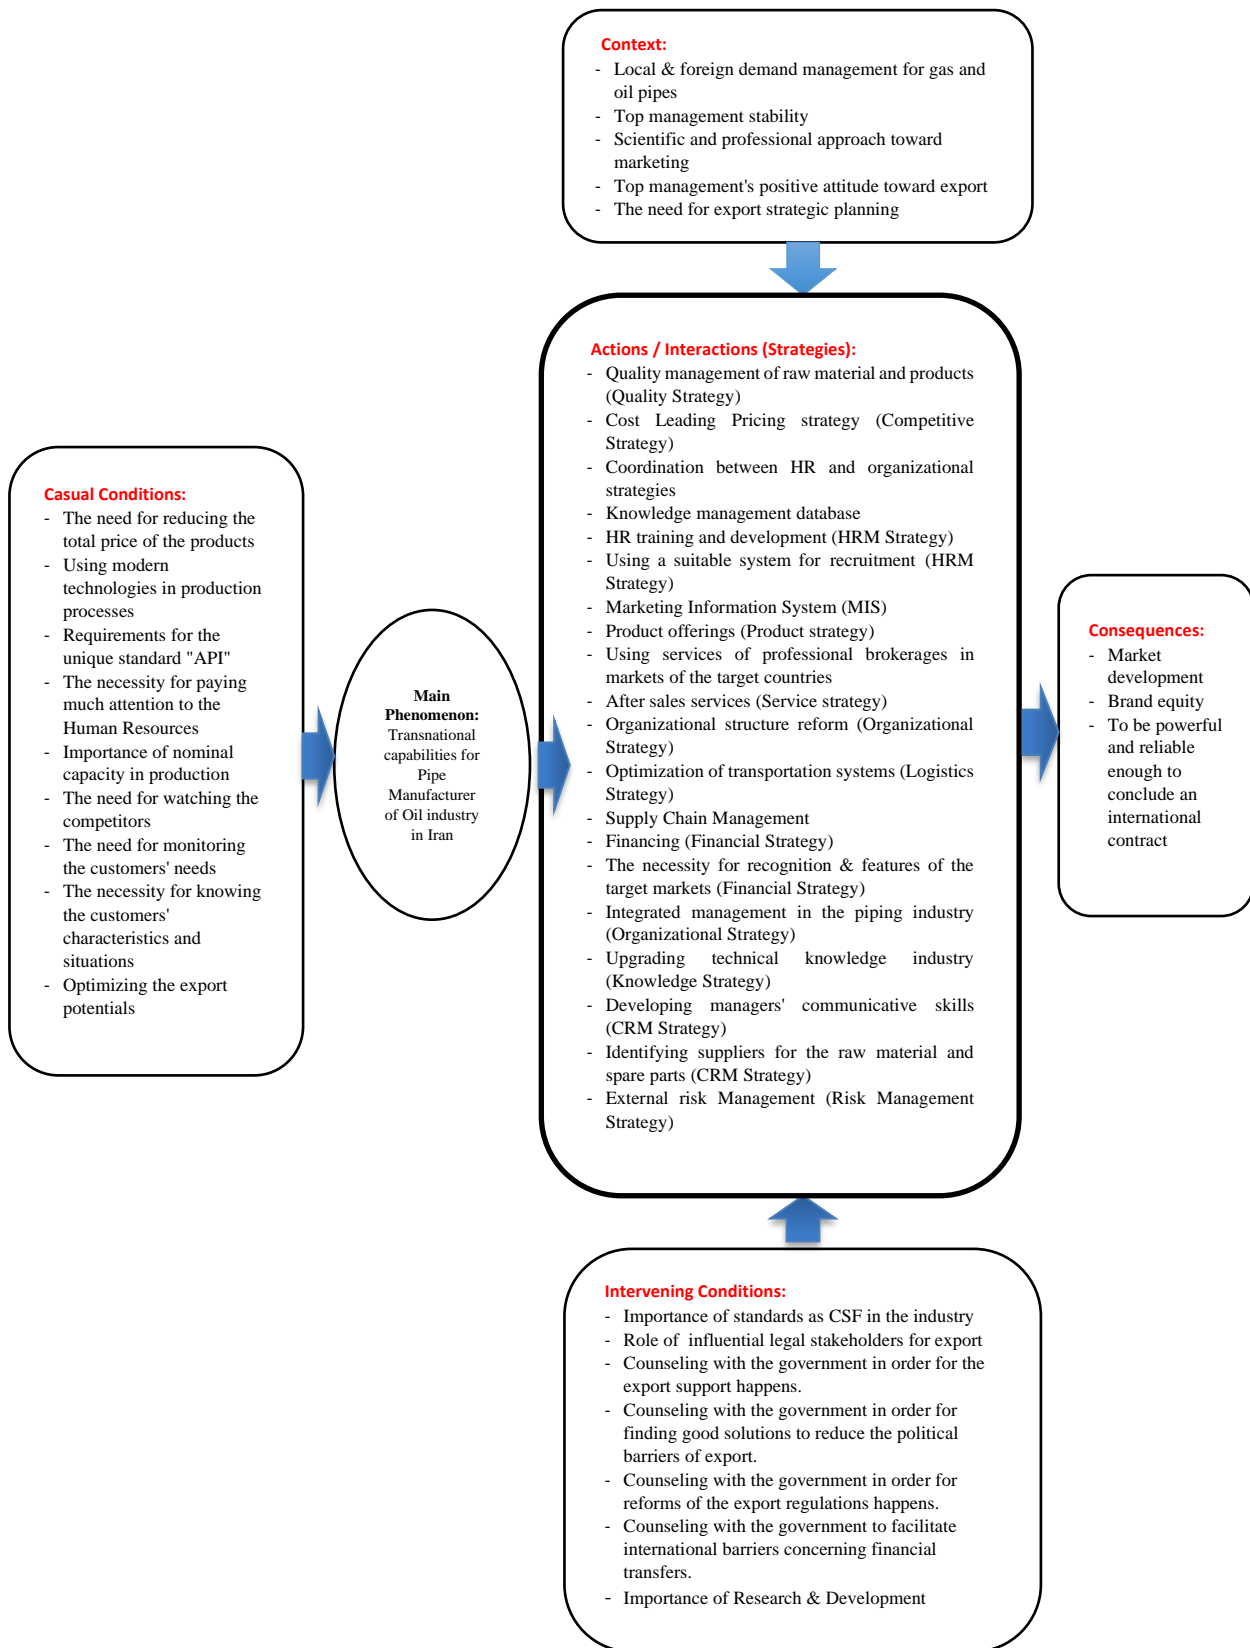 Context:
- Local & foreign demand management for gas and
oil pipes
- Top management stability
- Scientific and professional approach toward
marketing
- Top management's positive attitude toward export
- The need for export strategic planning
Casual Conditions:
- The need for reducing the
total price of the products
- Using modern
technologies in production
processes
- Requirements for the
unique standard "API"
- The necessity for paying
much attention to the
Human Resources
- Importance of nominal
capacity in production
- The need for watching the
competitors
- The need for monitoring
the customers' needs
- The necessity for knowing
the customers'
characteristics and
situations
- Optimizing the export
potentials
Main
Phenomenon:
Transnational
capabilities for
Pipe
Manufacturer
of Oil industry
in Iran
Actions / Interactions (Strategies):
- Quality management of raw material and products
(Quality Strategy)
- Cost Leading Pricing strategy (Competitive
Strategy)
- Coordination between HR and organizational
strategies
- Knowledge management database
- HR training and development (HRM Strategy)
- Using a suitable system for recruitment (HRM
Strategy)
- Marketing Information System (MIS)
- Product offerings (Product strategy)
- Using services of professional brokerages in
markets of the target countries
- After sales services (Service strategy)
- Organizational structure reform (Organizational
Strategy)
- Optimization of transportation systems (Logistics
Strategy)
- Supply Chain Management
- Financing (Financial Strategy)
- The necessity for recognition & features of the
target markets (Financial Strategy)
- Integrated management in the piping industry
(Organizational Strategy)
- Upgrading technical knowledge industry
(Knowledge Strategy)
- Developing managers' communicative skills
(CRM Strategy)
- Identifying suppliers for the raw material and
spare parts (CRM Strategy)
- External risk Management (Risk Management
Strategy)
Consequences:
- Market
development
- Brand equity
- To be powerful
and reliable
enough to
conclude an
international
contract
Intervening Conditions:
- Importance of standards as CSF in the industry
- Role of influential legal stakeholders for export
- Counseling with the government in order for the
export support happens.
- Counseling with the government in order for
finding good solutions to reduce the political
barriers of export.
- Counseling with the government in order for
reforms of the export regulations happens.
- Counseling with the government to facilitate
international barriers concerning financial
transfers.
- Importance of Research & Development